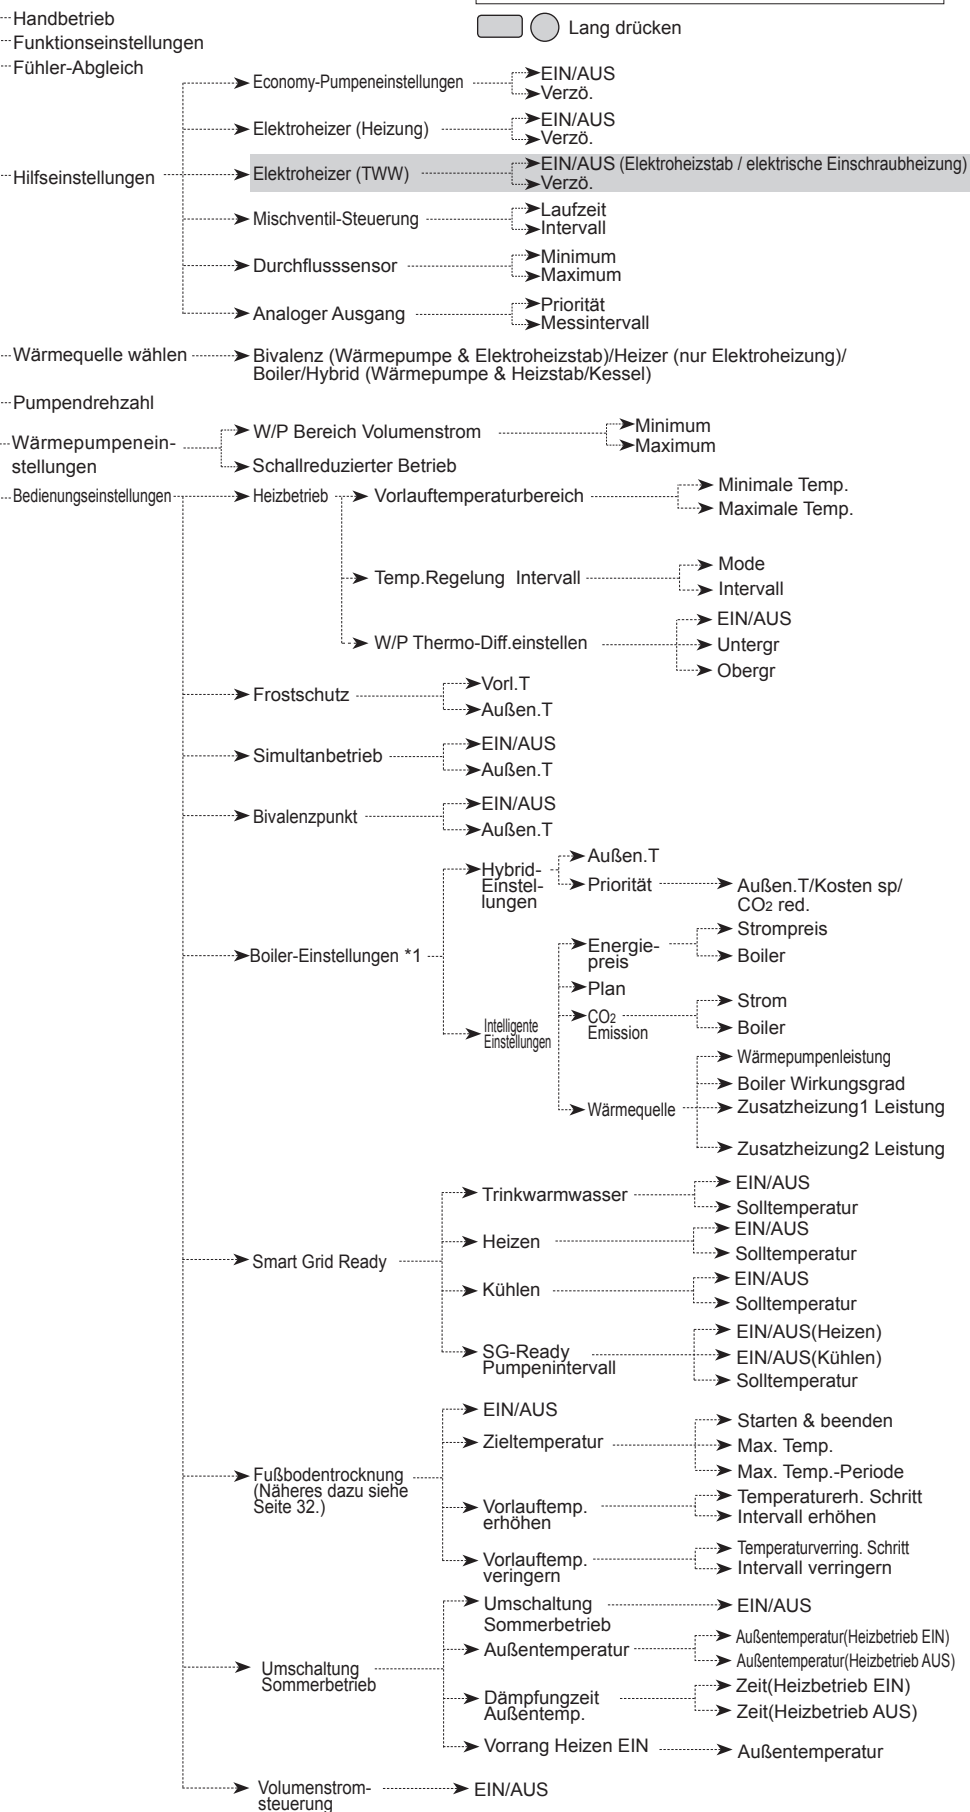 Handbetrieb
Lang drücken
Funktionseinstellungen
Fühler-Abgleich
Economy-Pumpeneinstellungen
EIN/AUS
Verzö.
Elektroheizer (Heizung)
EIN/AUS
Verzö.
Hilfseinstellungen
Elektroheizer (TWW)
EIN/AUS (Elektroheizstab / elektrische Einschraubheizung)
Verzö.
Mischventil-Steuerung
Laufzeit
Intervall
Durchflusssensor
Minimum
Maximum
Analoger Ausgang
Priorität
Messintervall
Wärmequelle wählen
Bivalenz (Wärmepumpe & Elektroheizstab)/Heizer (nur Elektroheizung)/
Boiler/Hybrid (Wärmepumpe & Heizstab/Kessel)
Pumpendrehzahl
Wärmepumpenein-
stellungen
W/P Bereich Volumenstrom
Minimum
Maximum
Schallreduzierter Betrieb
Bedienungseinstellungen
Heizbetrieb
Vorlauftemperaturbereich
Minimale Temp.
Maximale Temp.
Temp.Regelung Intervall
Mode
Intervall
W/P Thermo-Diff.einstellen
EIN/AUS
Untergr
Obergr
Frostschutz
Vorl.T
Außen.T
Simultanbetrieb
EIN/AUS
Außen.T
Bivalenzpunkt
EIN/AUS
Außen.T
Boiler-Einstellungen *1
Hybrid-
Einstel-
lungen
Außen.T
Priorität
Außen.T/Kosten sp/
CO2 red.
Intelligente
Einstellungen
Energie-
preis
Strompreis
Boiler
Plan
CO2
Emission
Strom
Boiler
Wärmequelle
Wärmepumpenleistung
Boiler Wirkungsgrad
Zusatzheizung1 Leistung
Zusatzheizung2 Leistung
Smart Grid Ready
Trinkwarmwasser
EIN/AUS
Solltemperatur
Heizen
EIN/AUS
Solltemperatur
Kühlen
EIN/AUS
Solltemperatur
SG-Ready
Pumpenintervall
EIN/AUS(Heizen)
EIN/AUS(Kühlen)
Solltemperatur
Fußbodentrocknung
(Näheres dazu siehe
Seite 32.)
EIN/AUS
Zieltemperatur
Starten & beenden
Max. Temp.
Max. Temp.-Periode
Vorlauftemp.
erhöhen
Temperaturerh. Schritt
Intervall erhöhen
Vorlauftemp.
veringern
Temperaturverring. Schritt
Intervall verringern
Umschaltung
Sommerbetrieb
Umschaltung
Sommerbetrieb
EIN/AUS
Außentemperatur
Außentemperatur(Heizbetrieb EIN)
Außentemperatur(Heizbetrieb AUS)
Dämpfungzeit
Außentemp.
Zeit(Heizbetrieb EIN)
Zeit(Heizbetrieb AUS)
Vorrang Heizen EIN
Außentemperatur
Volumenstrom-
steuerung
EIN/AUS